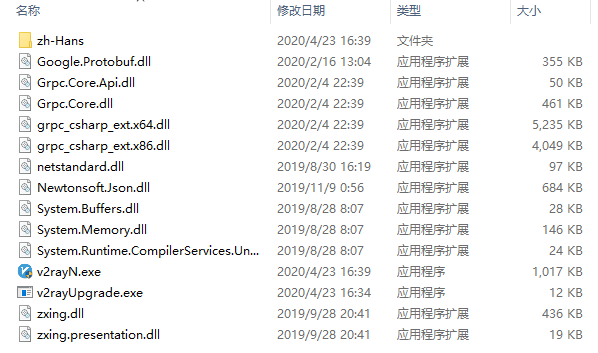 名称 修改日期 类型 大小
zh-Hans 2020/4/23 16:39 文件夹
Google.Protobuf.dll 2020/2/16 13:04 应用程序扩展 355 KB
Grpc.Core.Api.dll 2020/2/4 22:39 应用程序扩展 50 KB
Grpc.Core.dll 2020/2/4 22:39 应用程序扩展 461 KB
grpc_csharp_ext.x64.dll 2020/2/4 22:39 应用程序扩展 5,235 KB
grpc_csharp_ext.x86.dll 2020/2/4 22:39 应用程序扩展 4,049 KB
netstandard.dll 2019/8/30 16:19 应用程序扩展 97 KB
Newtonsoft.Json.dll 2019/11/9 0:56 应用程序扩展 684 KB
System.Buffers.dll 2019/8/28 8:07 应用程序扩展 28 KB
System.Memory.dll 2019/8/28 8:07 应用程序扩展 146 KB
System.Runtime.CompilerServices.Un... 2019/8/28 8:07 应用程序扩展 24 KB
v2rayN.exe 2020/4/23 16:39 应用程序 1,017 KB
v2rayUpgrade.exe 2020/4/23 16:34 应用程序 12 KB
zxing.dll 2019/9/28 20:41 应用程序扩展 436 KB
zxing.presentation.dll 2019/9/28 20:41 应用程序扩展 19 KB